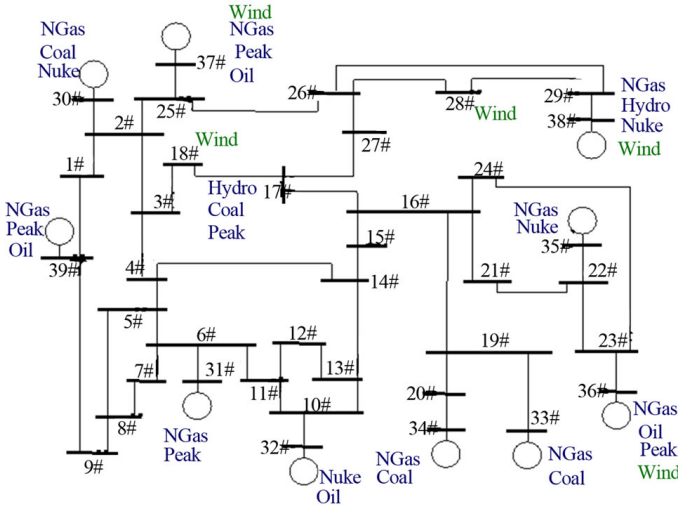 Wind
NGas
Coal
Nuke
NGas
Peak
Oil
37#
30#
25#
26#
28#
Wind
29#
NGas
Hydro
Nuke
Wind
38#
2#
Wind
18#
27#
1#
24#
17#
Hydro
Coal
Peak
3#
16#
NGas
Peak
Oil
NGas
Nuke
15#
35#
39#
4#
14#
21#
22#
5#
6#
12#
19#
23#
7#
31#
11#
13#
20#
36#
10#
8#
NGas
Peak
34#
33#
NGas
Oil
Peak
Wind
32#
9#
Nuke
Oil
NGas
Coal
NGas
Coal